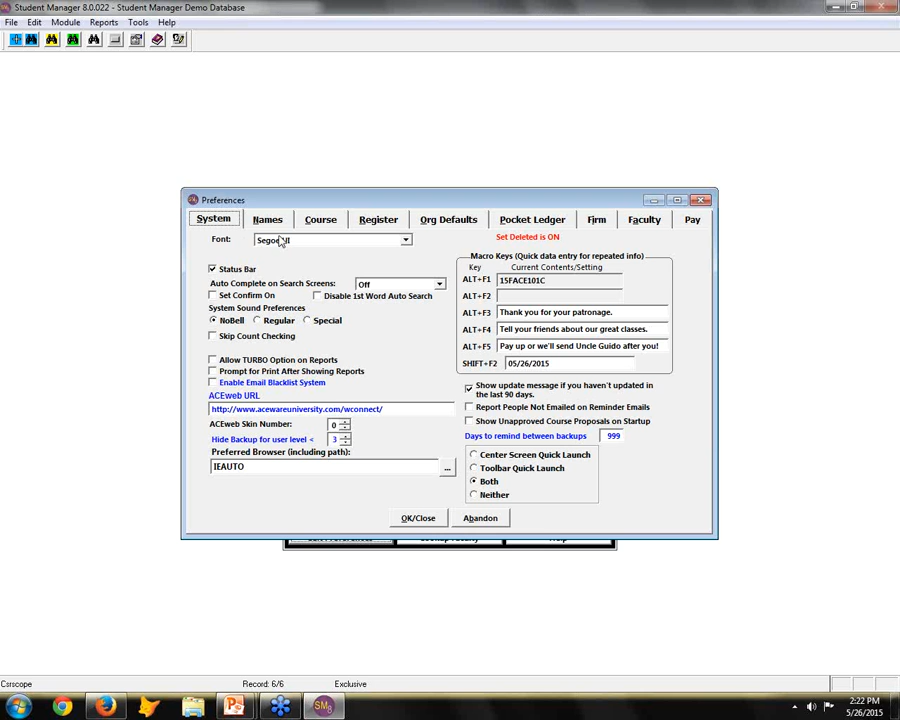 Student Manager 8.0.022 - Student Manager Demo Database
File Edit Module Reports Tools Help
Preferences
System Names Course Register Org Defaults Pocket Ledger Firm Faculty Pay
Font:
Set Deleted is ON
Status Bar
Auto Complete on Search Screens: Off
Set Confirm On Disable 1st Word Auto Search
System Sound Preferences
NoBell Regular Special
Skip Count Checking
Allow TURBO Option on Reports
Prompt for Print After Showing Reports
Enable Email Blacklist System
ACEweb URL
http://www.acewareuniversity.com/wconnect/
ACEweb Skin Number: 0
Hide Backup for user level < 3
Preferred Browser (including path):
IEAUTO ...
Macro Keys (Quick data entry for repeated info)
Key Current Contents/Setting
ALT+F1 15FACE101C
ALT+F2
ALT+F3 Thank you for your patronage.
ALT+F4 Tell your friends about our great classes.
ALT+F5 Pay up or we'll send Uncle Guido after you!
SHIFT+F2 05/26/2015
Show update message if you haven't updated in
the last 90 days.
Report People Not Emailed on Reminder Emails
Show Unapproved Course Proposals on Startup
Days to remind between backups 999
Center Screen Quick Launch
Toolbar Quick Launch
Both
Neither
OK/Close Abandon
Csrscope Record: 6/6 Exclusive
SM8
2:22 PM
5/26/2015